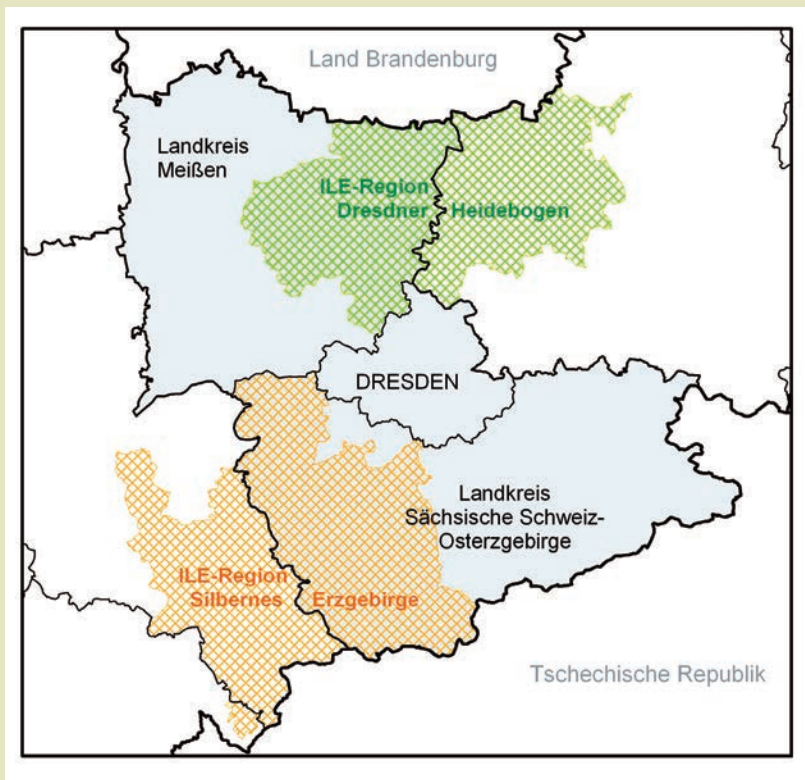 Land Brandenburg
Landkreis
Meißen
ILE-Region
Dresdner Heidebogen
DRESDEN
Landkreis
Sächsische Schweiz-
Osterzgebirge
ILE-Region
Silbernes Erzgebirge
Tschechische Republik